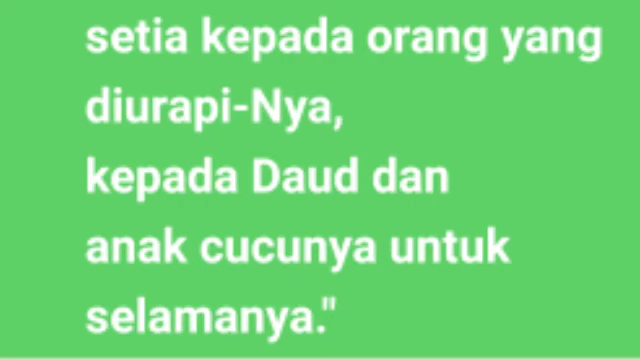 setia kepada orang yang
diurapi-Nya,
kepada Daud dan
anak cucunya untuk
selamanya."